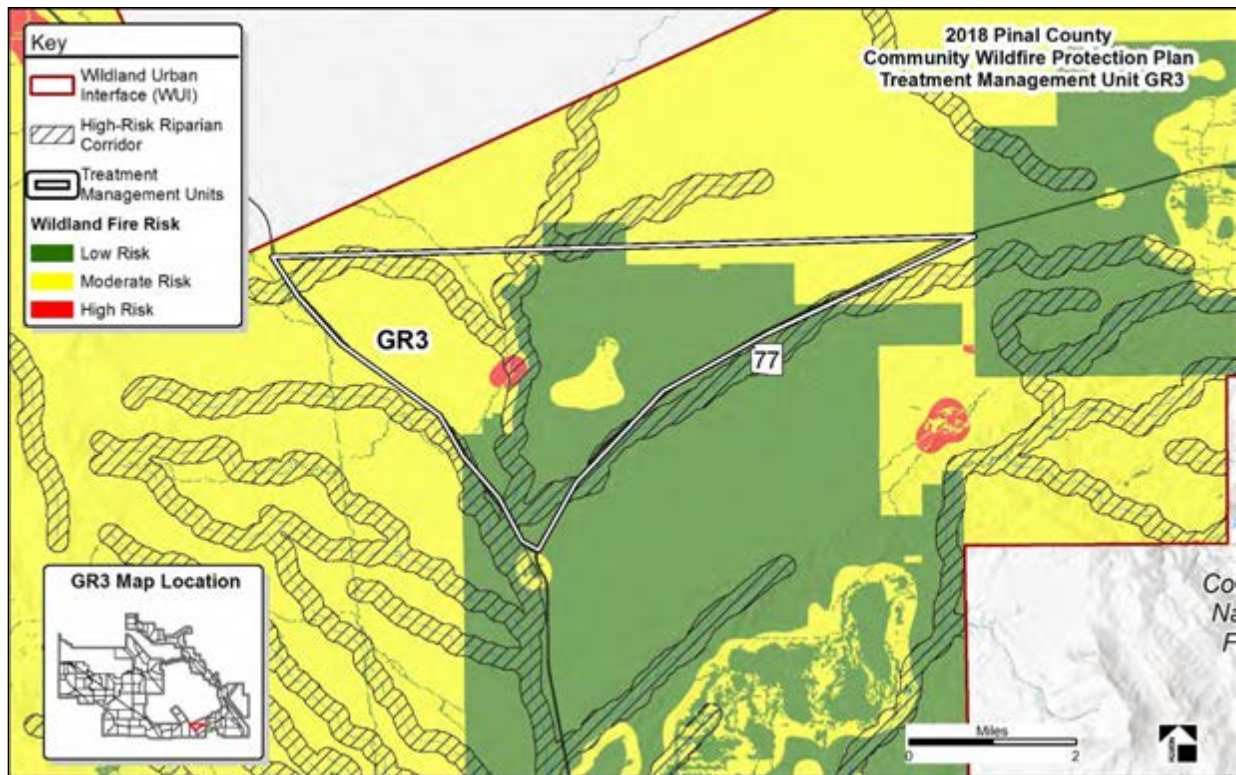 Key
Wildland Urban
Interface (WUI)
High-Risk Riparian
Corridor
Treatment
Management Units
Wildland Fire Risk
Low Risk
Moderate Risk
High Risk
2018 Pinal County
Community Wildfire Protection Plan
Treatment Management Unit GR3
GR3
77
GR3 Map Location
Co
Na
F
Miles
0
2